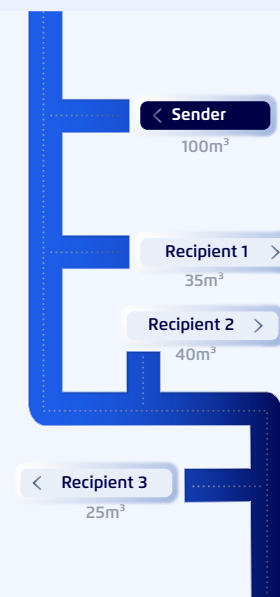 Sender
100m³
Recipient 1
35m³
Recipient 2
40m³
Recipient 3
25m³